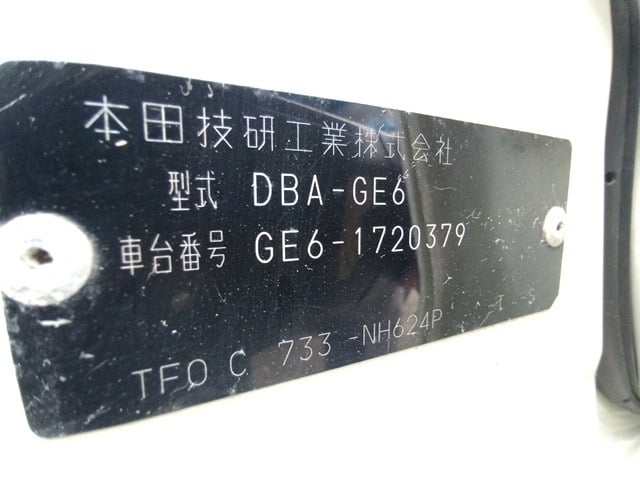 本田技研工業株式会社
型式 DBA-GE6
車台番号 GE6-1720379
TF0 C 733 -NH624P